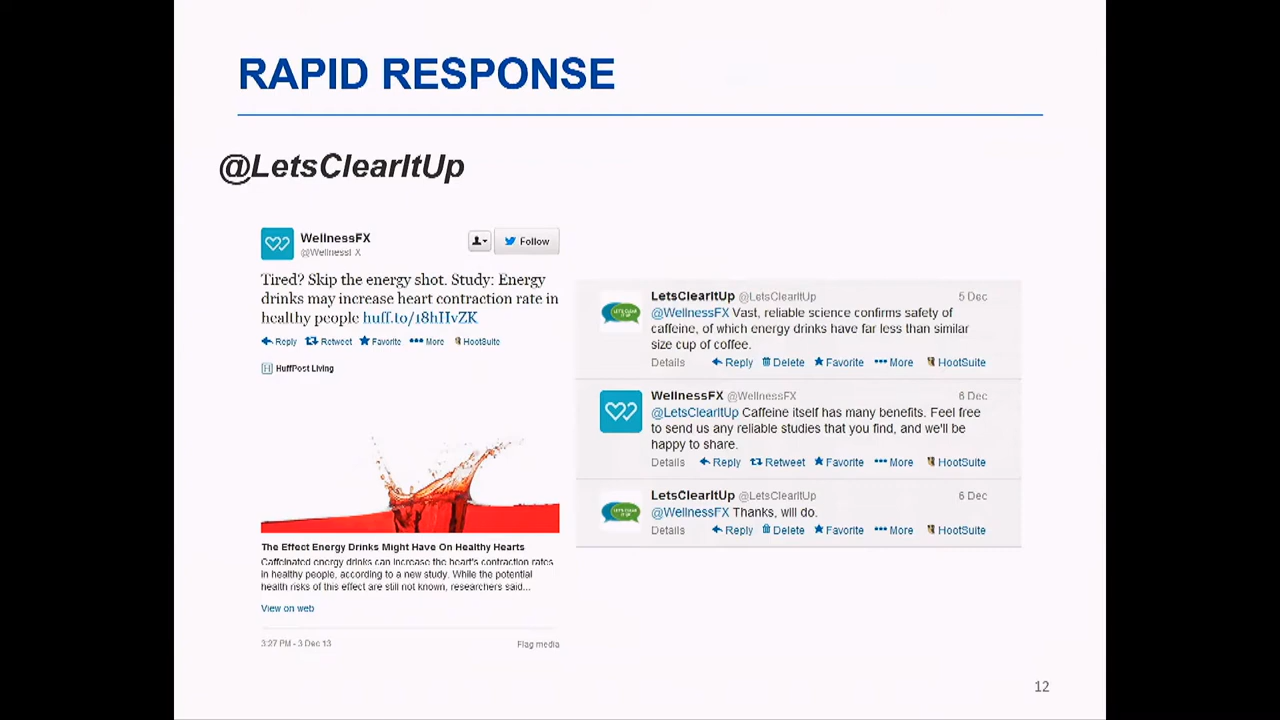 RAPID RESPONSE
@LetsClearItUp
WellnessFX
Follow
Tired? Skip the energy shot. Study: Energy
drinks may increase heart contraction rate in
healthy people huff.to/18hHvZK
Reply Retweet Favorite More HootSuite
HuffPost Living
The Effect Energy Drinks Might Have On Healthy Hearts
Caffeinated energy drinks can increase the heart's contraction rates
in healthy people, according to a new study. While the potential
health risks of this effect are still not known, researchers said...
View on web
3:27 PM - 3 Dec 13 Flag media
LetsClearItUp @LetsClearItUp 5 Dec
@WellnessFX Vast, reliable science confirms safety of
caffeine, of which energy drinks have far less than similar
size cup of coffee.
Details Reply Delete Favorite More HootSuite
WellnessFX @WellnessFX 6 Dec
@LetsClearItUp Caffeine itself has many benefits. Feel free
to send us any reliable studies that you find, and we'll be
happy to share.
Details Reply Retweet Favorite More HootSuite
LetsClearItUp @LetsClearItUp 6 Dec
@WellnessFX Thanks, will do.
Details Reply Delete Favorite More HootSuite
12